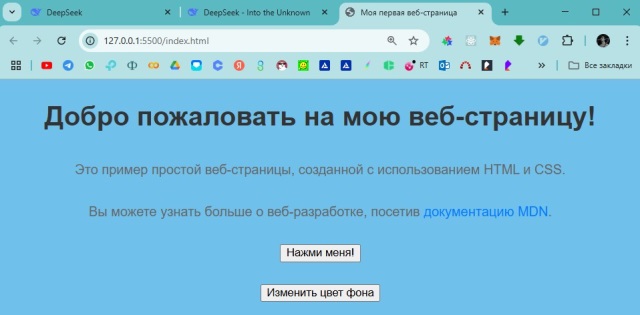 DeepSeek
DeepSeek - Into the Unknown
Моя первая веб-страница
127.0.0.1:5500/index.html
RT
Все закладки
Добро пожаловать на мою веб-страницу!
Это пример простой веб-страницы, созданной с использованием HTML и CSS.
Вы можете узнать больше о веб-разработке, посетив документацию MDN.
Нажми меня!
Изменить цвет фона